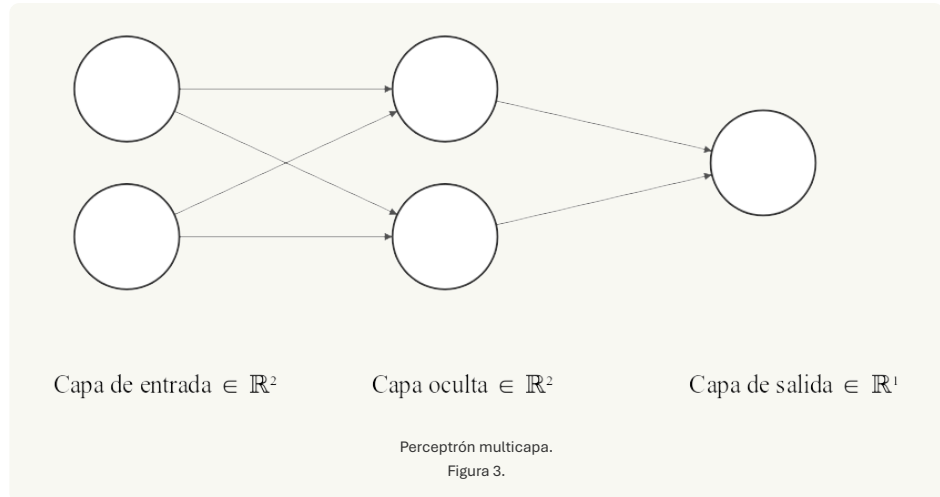 Capa de entrada ∈ ℝ²
Capa oculta ∈ ℝ²
Capa de salida ∈ ℝ¹
Perceptrón multicapa.
Figura 3.